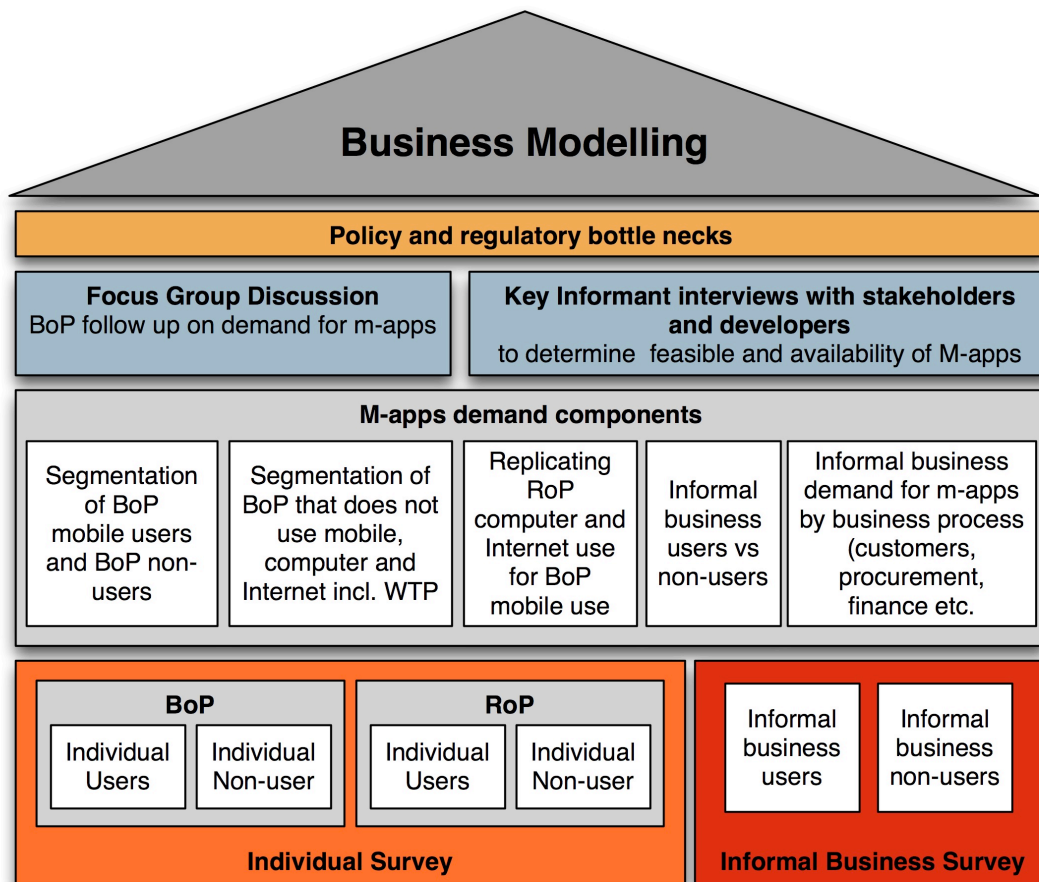 Business Modelling
Policy and regulatory bottle necks
Focus Group Discussion
BoP follow up on demand for m-apps
Key Informant interviews with stakeholders
and developers
to determine feasible and availability of M-apps
M-apps demand components
Segmentation
of BoP
mobile users
and BoP non-
users
Segmentation of
BoP that does not
use mobile,
computer and
Internet incl. WTP
Replicating
RoP
computer and
Internet use
for BoP
mobile use
Informal
business
users vs
non-users
Informal business
demand for m-apps
by business process
(customers,
procurement,
finance etc.
BoP
Individual
Users
Individual
Non-user
RoP
Individual
Users
Individual
Non-user
Individual Survey
Informal
business
users
Informal
business
non-users
Informal Business Survey